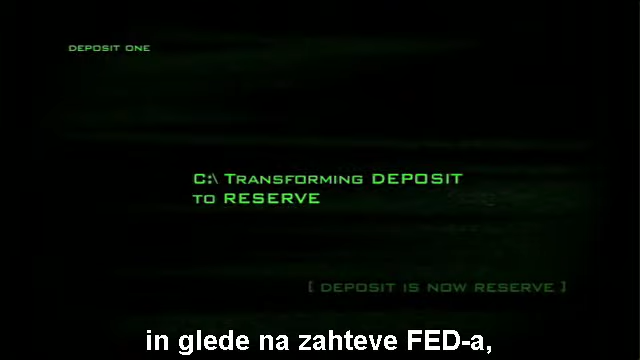 DEPOSIT ONE
C:\ TRANSFORMING DEPOSIT
TO RESERVE
[ DEPOSIT IS NOW RESERVE ]
in glede na zahteve FED-a,